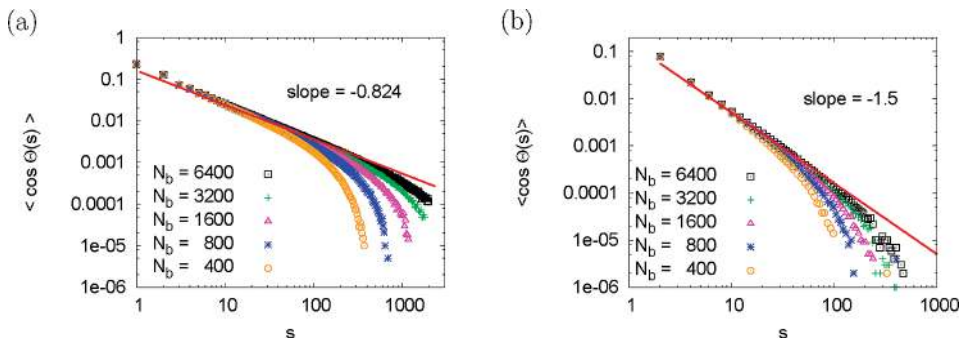 (a)
< cos Θ(s) >
1
0.1
0.01
0.001
0.0001
1e-05
1e-06
slope = -0.824
N_b = 6400
N_b = 3200
N_b = 1600
N_b = 800
N_b = 400
1
10
100
1000
s
(b)
<cos Θ(s)>
0.1
0.01
0.001
0.0001
1e-05
1e-06
slope = -1.5
N_b = 6400
N_b = 3200
N_b = 1600
N_b = 800
N_b = 400
1
10
100
1000
s